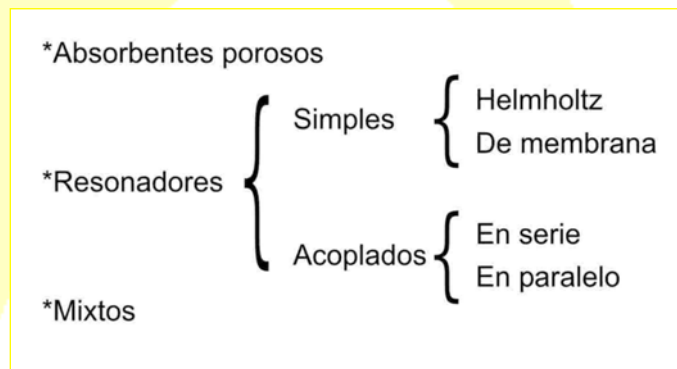 *Absorbentes porosos
*Resonadores
Simples
Helmholtz
De membrana
Acoplados
En serie
En paralelo
*Mixtos